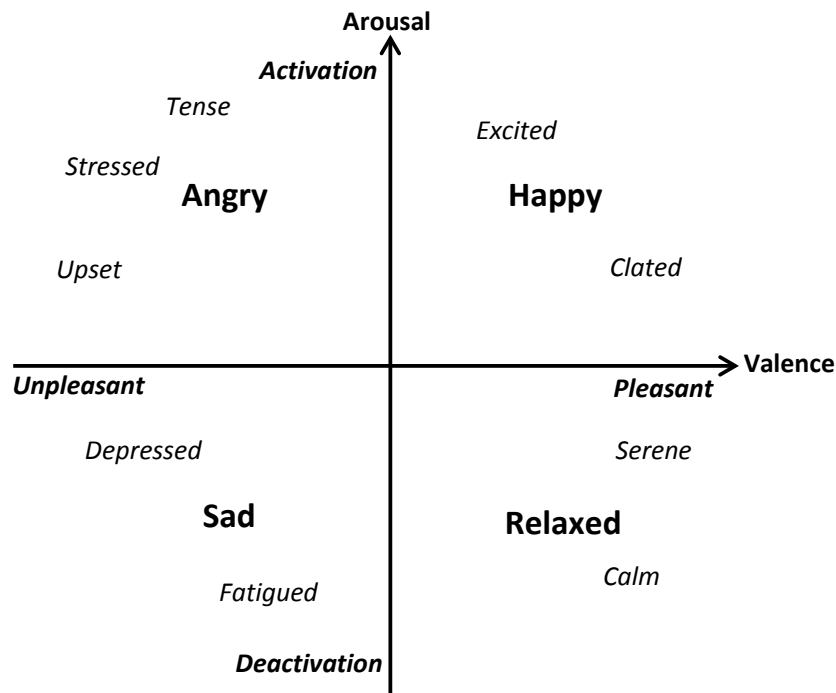 Arousal
Activation
Tense
Excited
Stressed
Angry
Happy
Upset
Clated
Valence
Unpleasant
Pleasant
Depressed
Serene
Sad
Relaxed
Calm
Fatigued
Deactivation